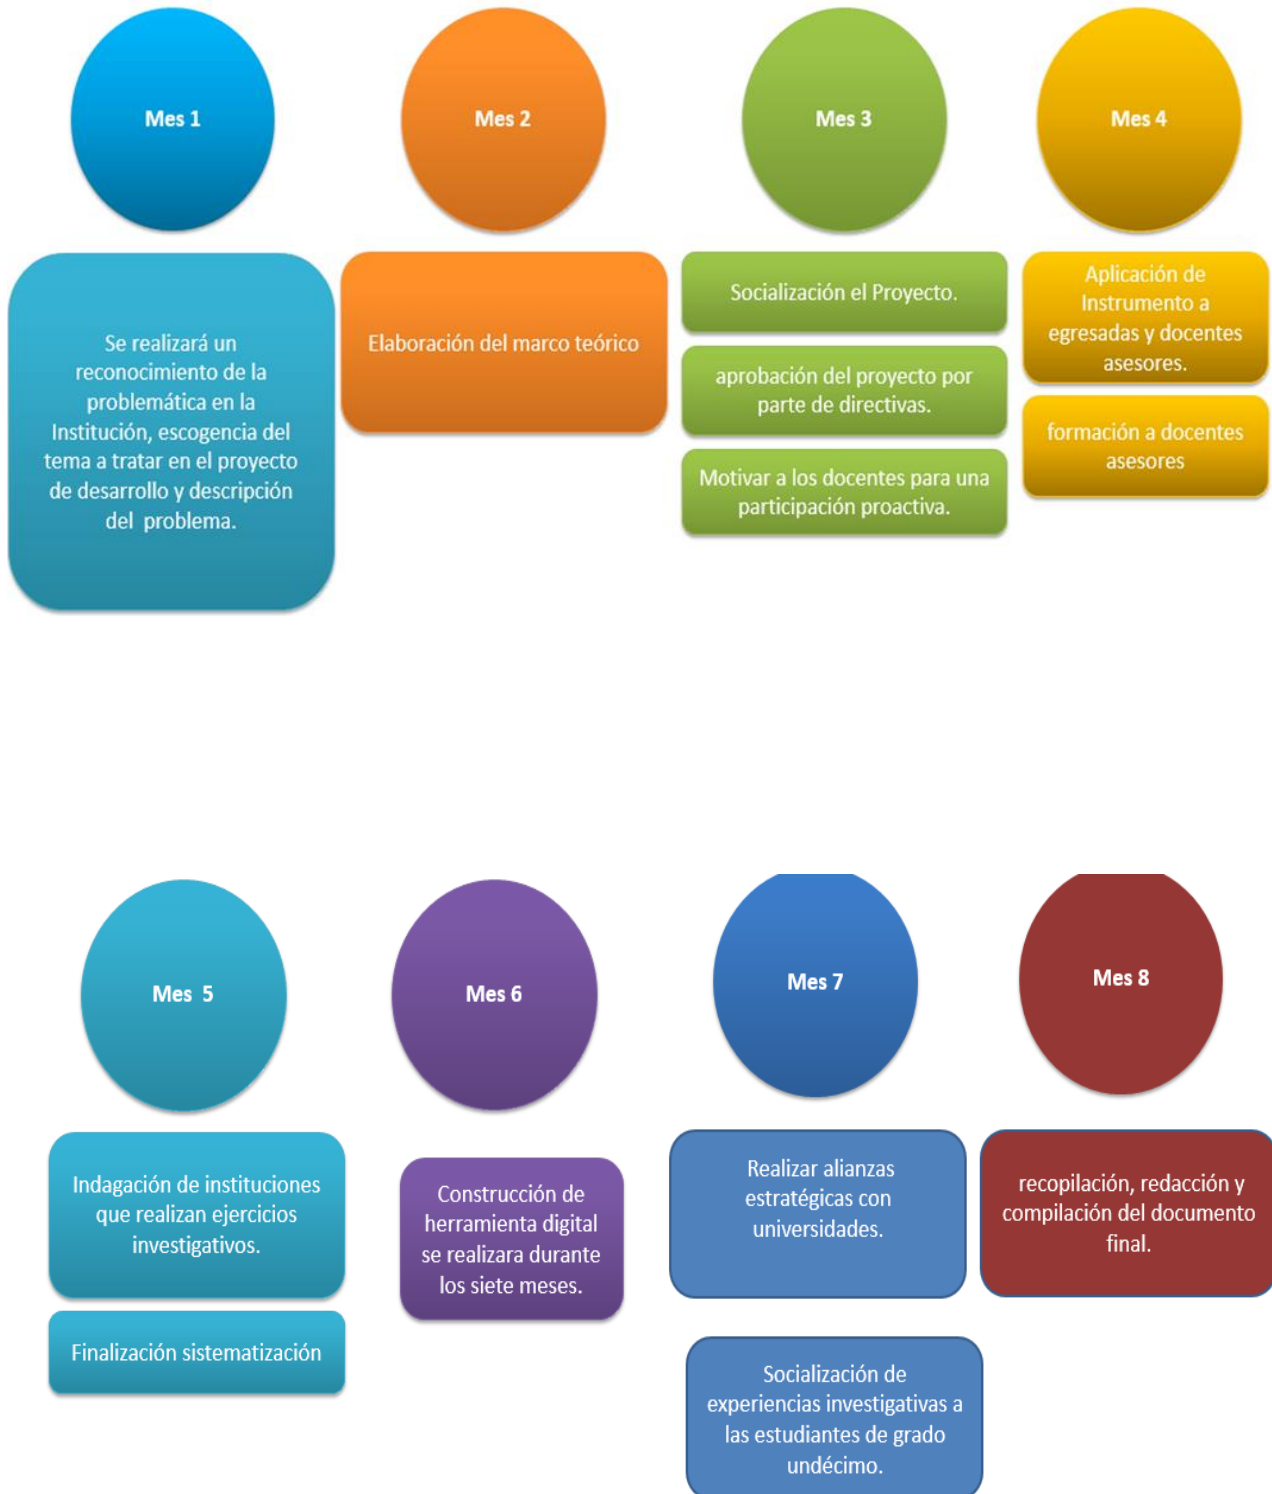 Mes 1
Se realizará un
reconocimiento de la
problemática en la
Institución, escogencia del
tema a tratar en el proyecto
de desarrollo y descripción
del problema.
Mes 2
Elaboración del marco teórico
Mes 3
Socialización el Proyecto.
aprobación del proyecto por
parte de directivas.
Motivar a los docentes para una
participación proactiva.
Mes 4
Aplicación de
Instrumento a
egresadas y docentes
asesores.
formación a docentes
asesores
Mes 5
Indagación de instituciones
que realizan ejercicios
investigativos.
Finalización sistematización
Mes 6
Construcción de
herramienta digital
se realizara durante
los siete meses.
Mes 7
Realizar alianzas
estratégicas con
universidades.
Socialización de
experiencias investigativas a
las estudiantes de grado
undécimo.
Mes 8
recopilación, redacción y
compilación del documento
final.